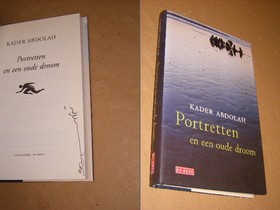 KADER ABDOLAH
Portretten
en een oude droom
KADER ABDOLAH
Portretten
en een oude droom
DE GEUS